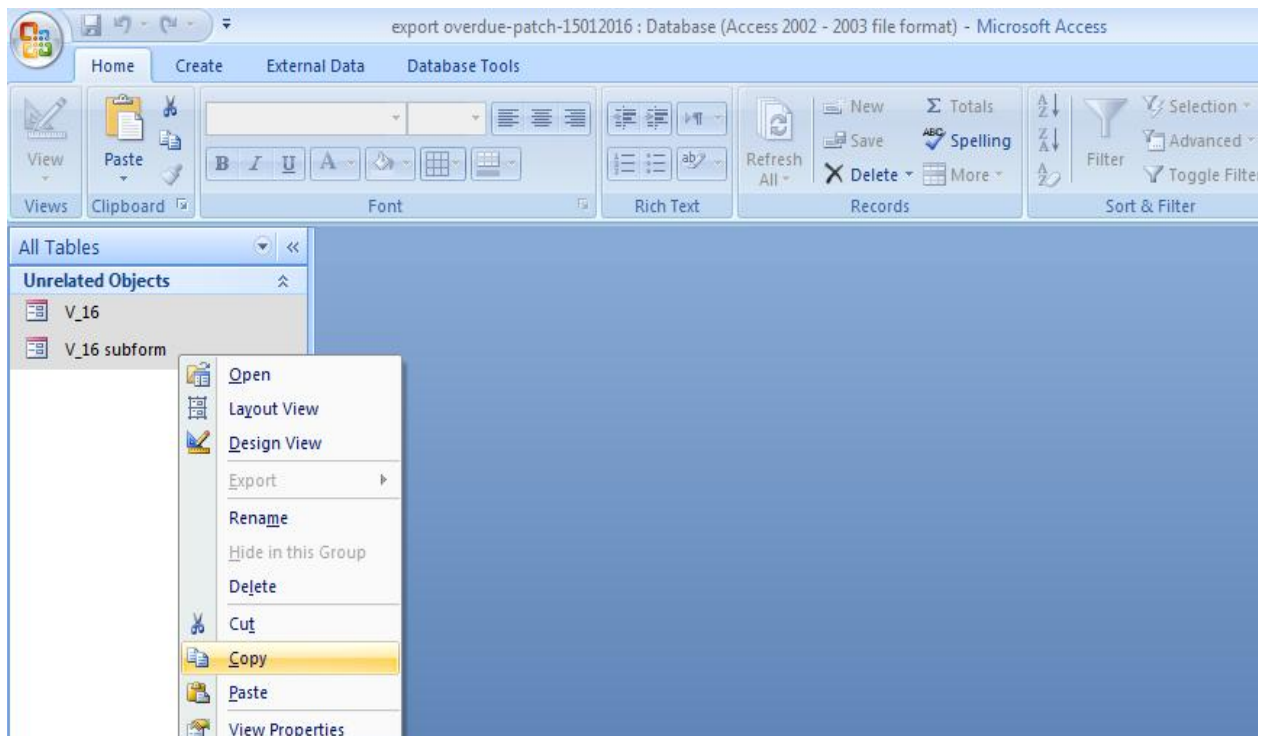 export overdue-patch-15012016 : Database (Access 2002 - 2003 file format) - Microsoft Access
Home Create External Data Database Tools
View
Paste
B I U A
ab
Refresh All
New
Save
Delete
Σ Totals
ABC Spelling
More
A Z
Z A
A Z
Filter
Selection
Advanced
Toggle Filte
Views Clipboard Font Rich Text Records Sort & Filter
All Tables
Unrelated Objects
V_16
V_16 subform
Open
Layout View
Design View
Export
Rename
Hide in this Group
Delete
Cut
Copy
Paste
View Properties